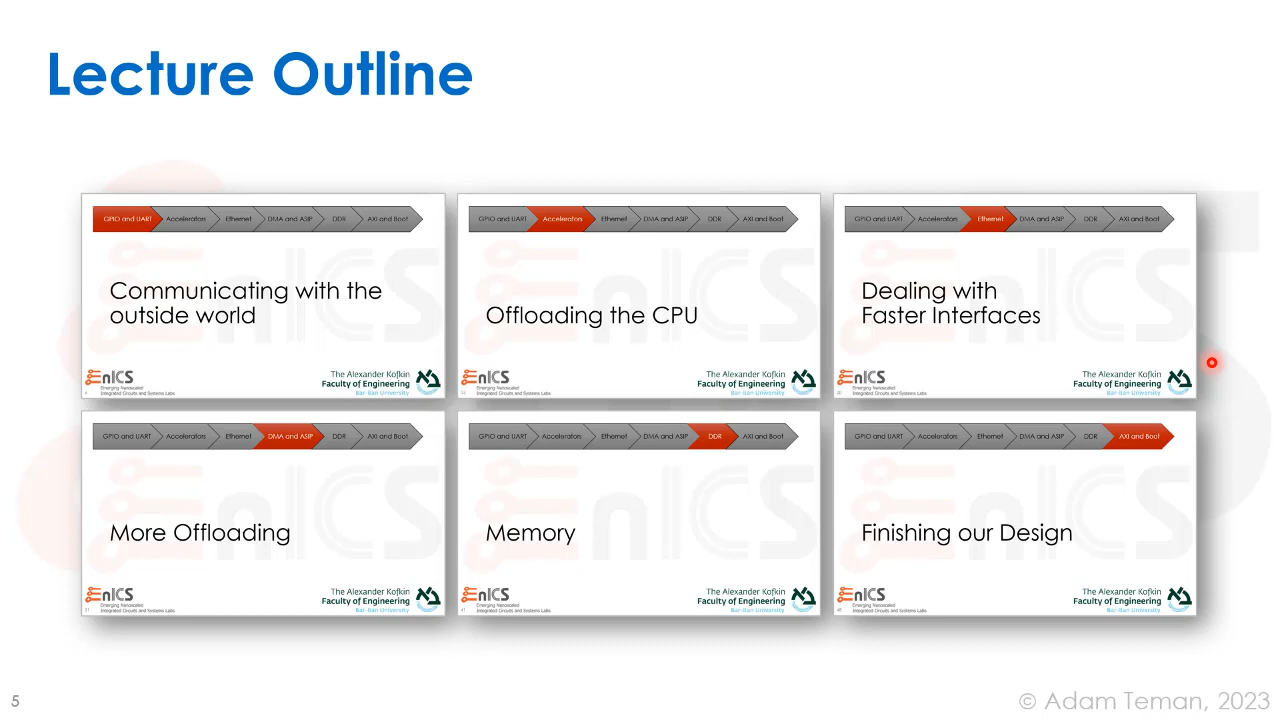 Lecture Outline
GPIO and UART Accelerators Ethernet DMA and ASIP DDR AXI and Boot
Communicating with the
outside world
EnICS
Emerging Nanoscaled
Integrated Circuits and Systems Labs
The Alexander Kofkin
Faculty of Engineering
Bar-Ilan University
GPIO and UART Accelerators Ethernet DMA and ASIP DDR AXI and Boot
Offloading the CPU
EnICS
Emerging Nanoscaled
Integrated Circuits and Systems Labs
The Alexander Kofkin
Faculty of Engineering
Bar-Ilan University
GPIO and UART Accelerators Ethernet DMA and ASIP DDR AXI and Boot
Dealing with
Faster Interfaces
EnICS
Emerging Nanoscaled
Integrated Circuits and Systems Labs
The Alexander Kofkin
Faculty of Engineering
Bar-Ilan University
GPIO and UART Accelerators Ethernet DMA and ASIP DDR AXI and Boot
More Offloading
EnICS
Emerging Nanoscaled
Integrated Circuits and Systems Labs
The Alexander Kofkin
Faculty of Engineering
Bar-Ilan University
GPIO and UART Accelerators Ethernet DMA and ASIP DDR AXI and Boot
Memory
EnICS
Emerging Nanoscaled
Integrated Circuits and Systems Labs
The Alexander Kofkin
Faculty of Engineering
Bar-Ilan University
GPIO and UART Accelerators Ethernet DMA and ASIP DDR AXI and Boot
Finishing our Design
EnICS
Emerging Nanoscaled
Integrated Circuits and Systems Labs
The Alexander Kofkin
Faculty of Engineering
Bar-Ilan University
5
© Adam Teman, 2023